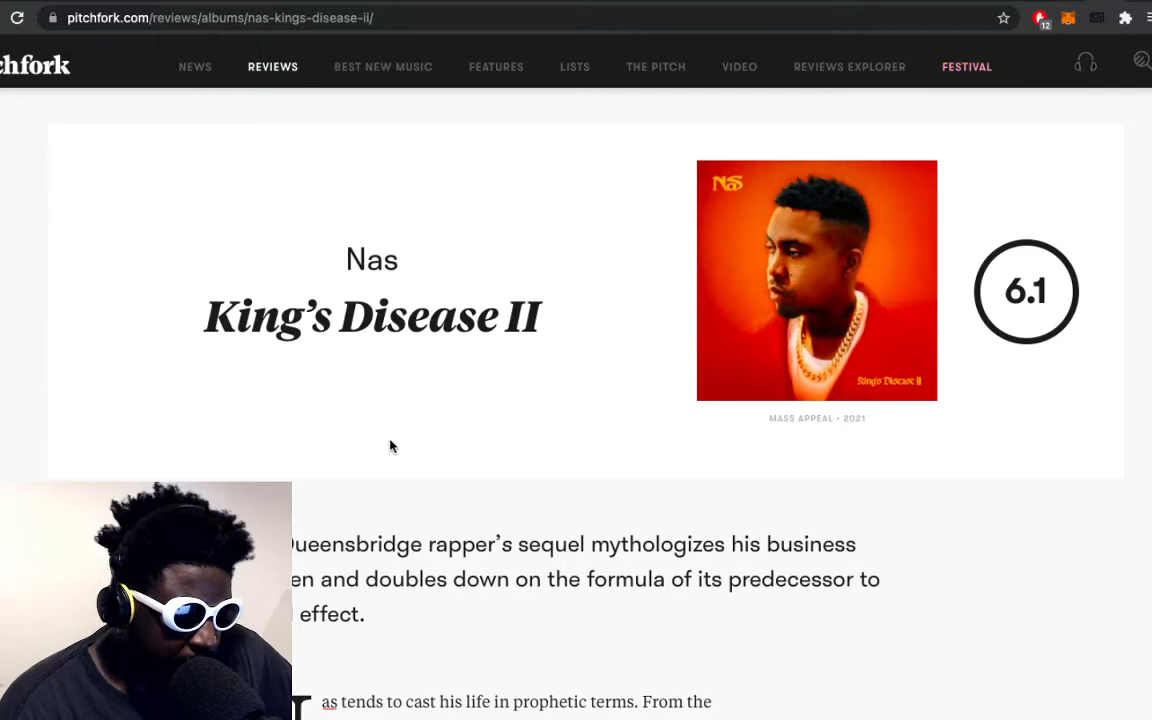 pitchfork.com/reviews/albums/nas-kings-disease-ii/
12
chfork
NEWS REVIEWS BEST NEW MUSIC FEATURES LISTS THE PITCH VIDEO REVIEWS EXPLORER FESTIVAL
Nas
King's Disease II
NaS
King's Disease II
6.1
MASS APPEAL • 2021
Queensbridge rapper's sequel mythologizes his business
en and doubles down on the formula of its predecessor to
effect.
as tends to cast his life in prophetic terms. From the